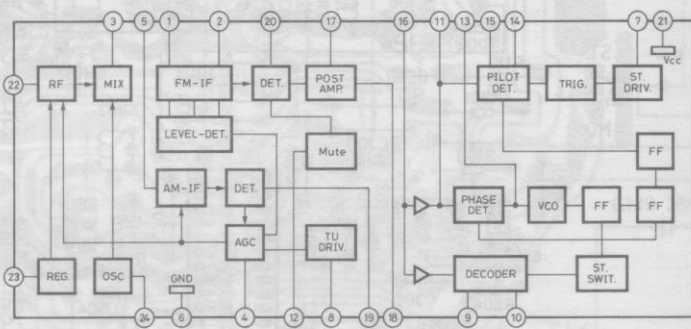 3 5 1 2 20 17 16 11 13 15 14 7 21
Vcc
22 RF MIX FM-IF DET. POST AMP. PILOT DET. TRIG. ST. DRIV.
LEVEL-DET. Mute FF
AM-IF DET. PHASE DET. VCO FF FF
AGC TU DRIV.
23 REG. OSC GND DECODER ST. SWIT.
24 6 4 12 8 19 18 9 10